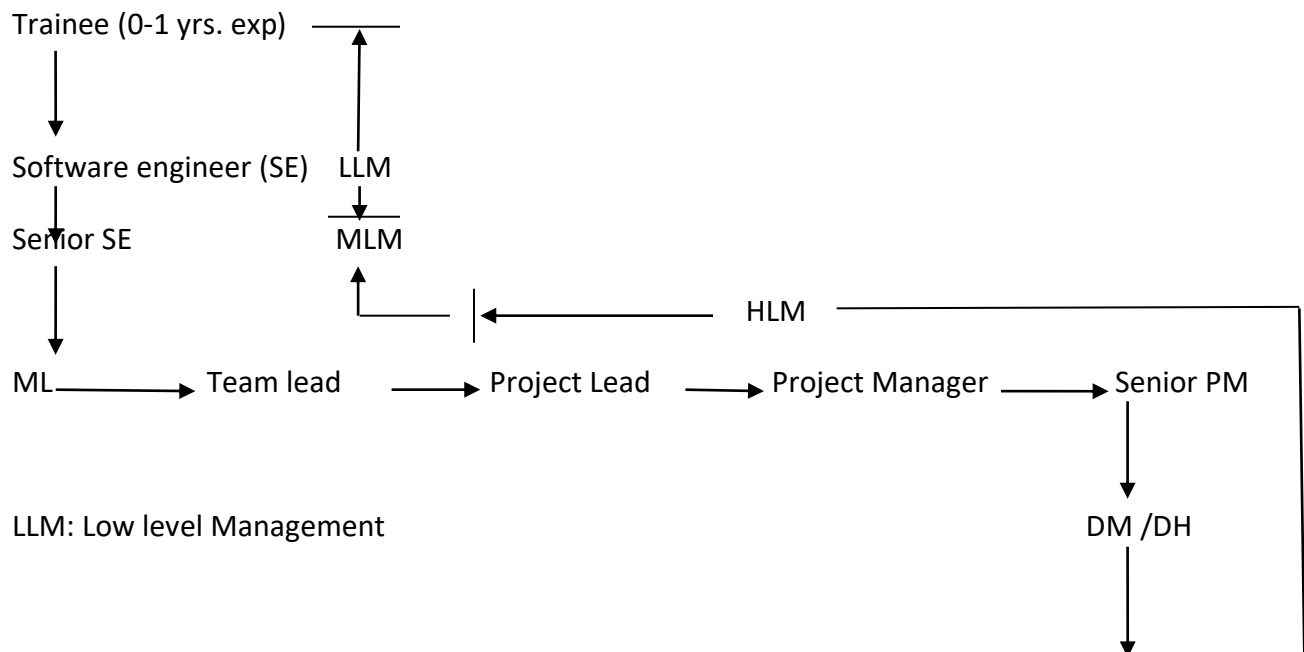 Trainee (0-1 yrs. exp)
Software engineer (SE) LLM
Senior SE MLM
HLM
ML Team lead Project Lead Project Manager Senior PM
LLM: Low level Management DM /DH